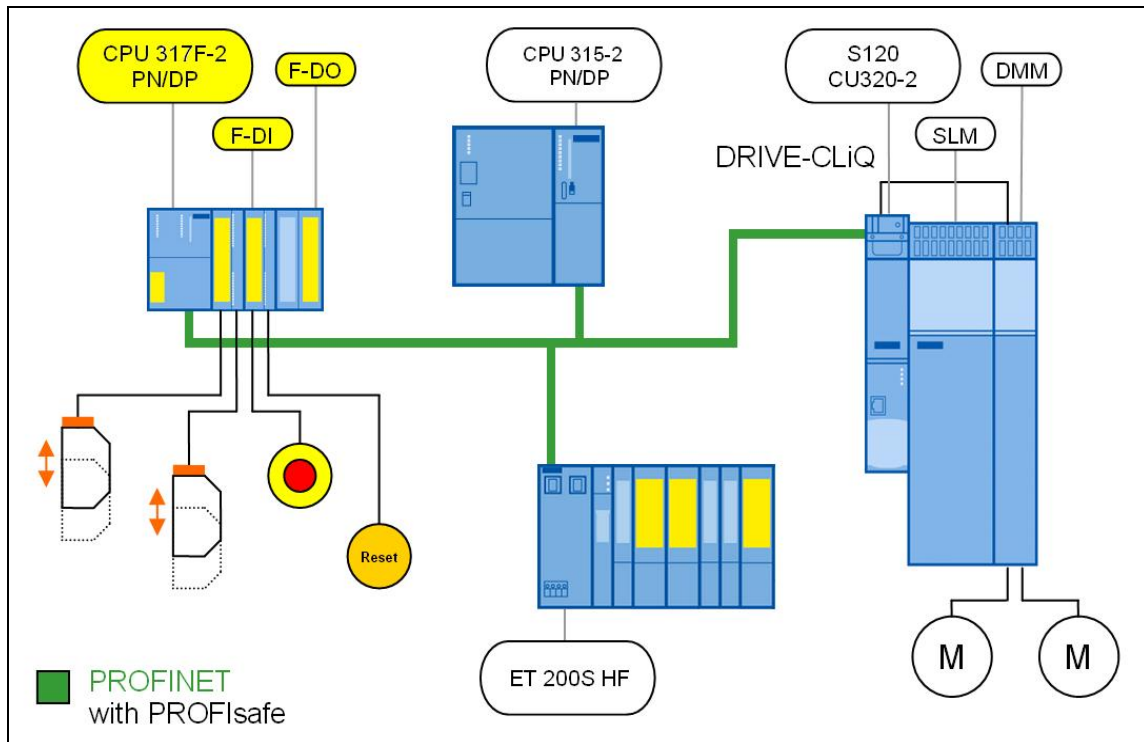 CPU 317F-2
PN/DP
F-DO
F-DI
CPU 315-2
PN/DP
S120
CU320-2
DMM
SLM
DRIVE-CLiQ
Reset
ET 200S HF
M
M
PROFINET
with PROFIsafe